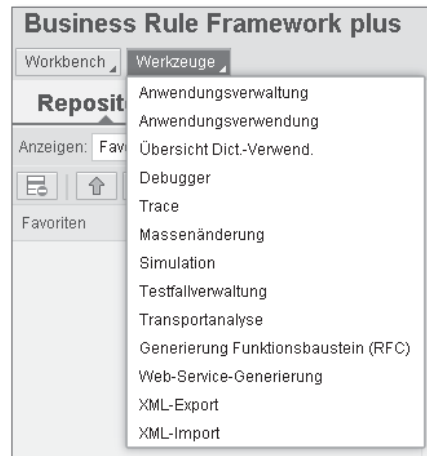 Business Rule Framework plus
Workbench Werkzeuge
Reposit
Anzeigen: Fav
Favoriten
Anwendungsverwaltung
Anwendungsverwendung
Übersicht Dict.-Verwend.
Debugger
Trace
Massenänderung
Simulation
Testfallverwaltung
Transportanalyse
Generierung Funktionsbaustein (RFC)
Web-Service-Generierung
XML-Export
XML-Import